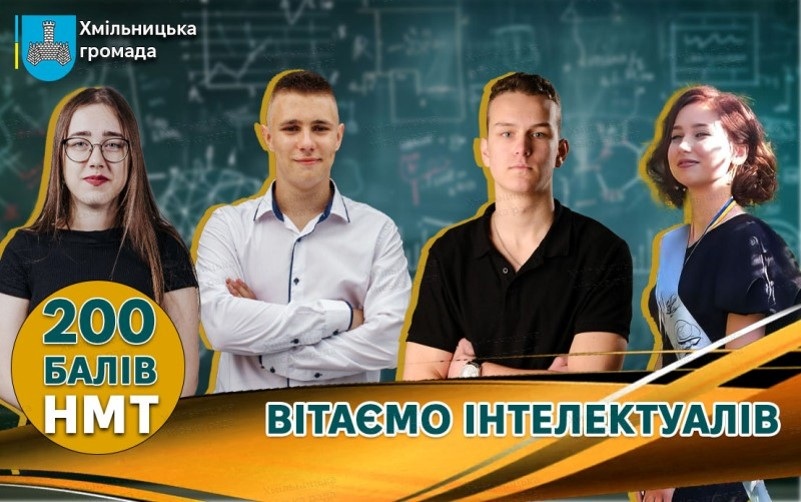 Хмільницька
громада
200
БАЛІВ
НМТ
ВІТАЄМО ІНТЕЛЕКТУАЛІВ